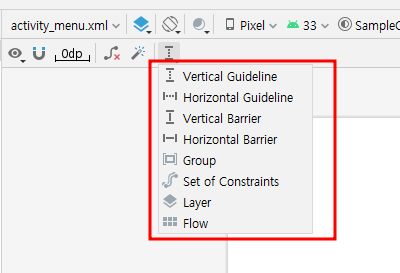 activity_menu.xml Pixel 33
0dp
Vertical Guideline
Horizontal Guideline
Vertical Barrier
Horizontal Barrier
Group
Set of Constraints
Layer
Flow